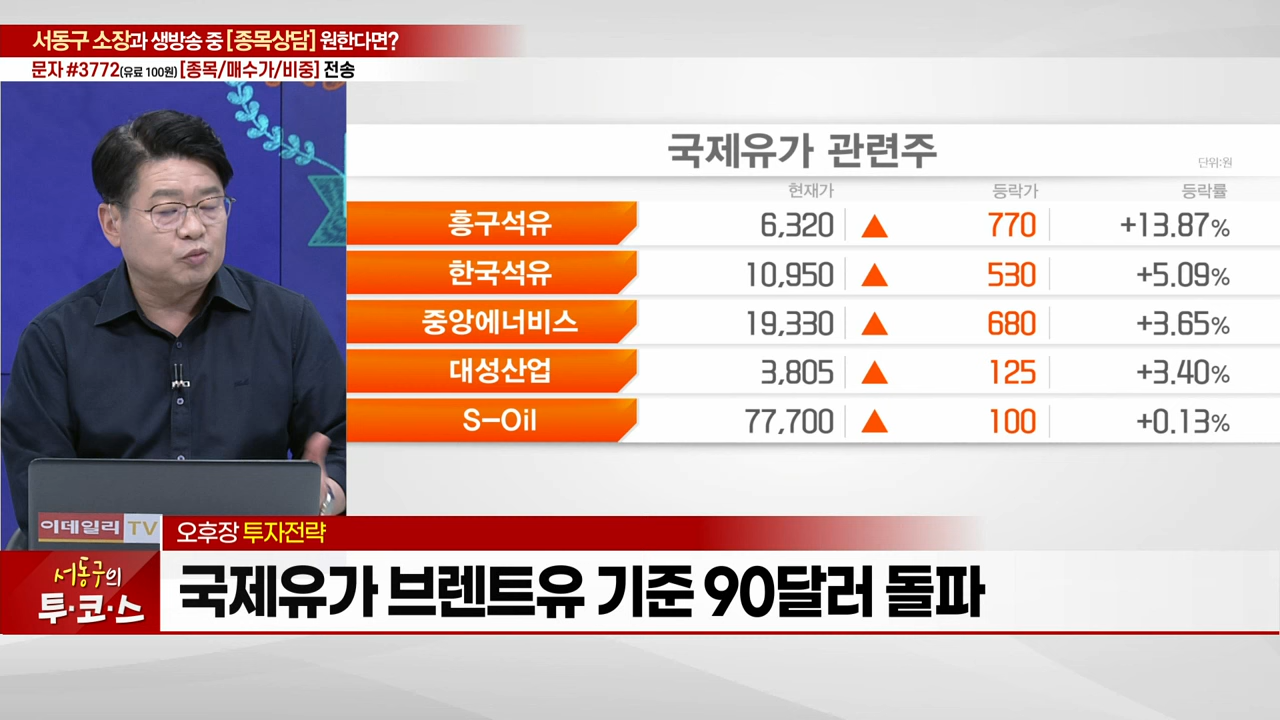 서동구 소장과 생방송 중 [종목상담] 원한다면?
문자 #3772(유료 100원) [종목/매수가/비중] 전송
국제유가 관련주
단위:원
현재가 등락가 등락률
흥구석유 6,320 ▲ 770 +13.87%
한국석유 10,950 ▲ 530 +5.09%
중앙에너비스 19,330 ▲ 680 +3.65%
대성산업 3,805 ▲ 125 +3.40%
S-Oil 77,700 ▲ 100 +0.13%
이데일리 TV
오후장 투자전략
서동구의
투·코·스
국제유가 브렌트유 기준 90달러 돌파